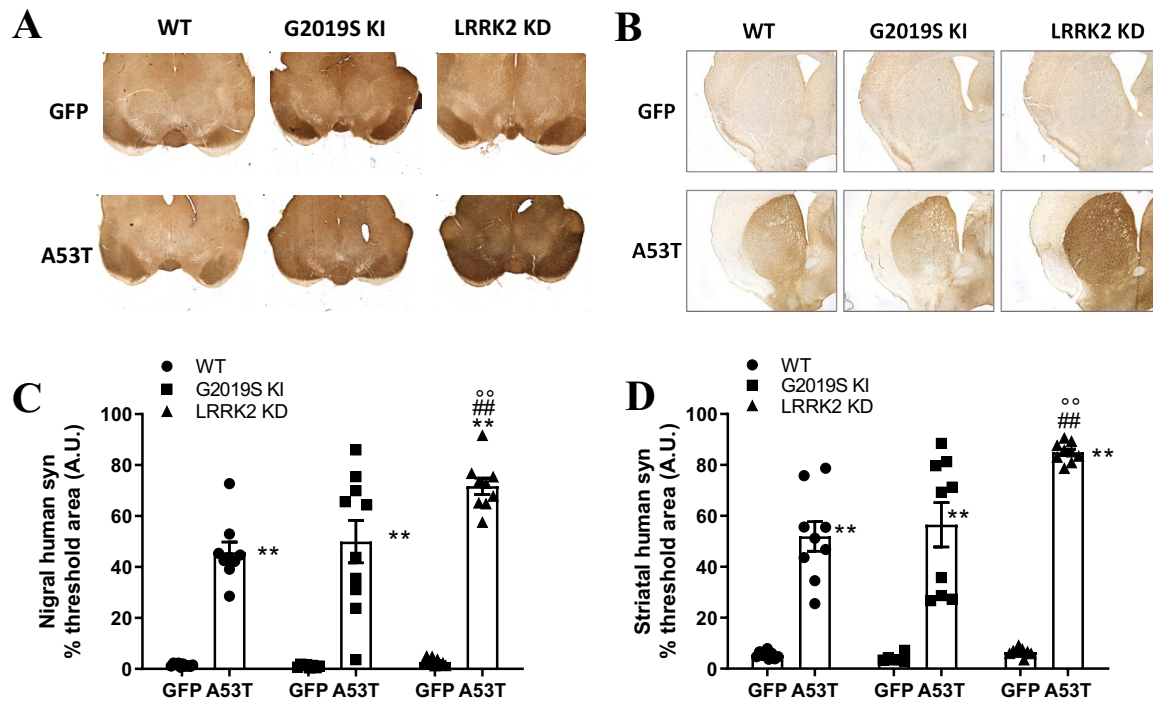 A
WT
G2019S KI
LRRK2 KD
GFP
A53T
B
WT
G2019S KI
LRRK2 KD
GFP
A53T
C
WT
G2019S KI
LRRK2 KD
Nigral human syn
% threshold area (A.U.)
100
80
60
40
20
0
**
**
°°
##
**
GFP A53T GFP A53T GFP A53T
D
WT
G2019S KI
LRRK2 KD
Striatal human syn
% threshold area (A.U.)
100
80
60
40
20
0
**
**
°°
##
**
GFP A53T GFP A53T GFP A53T